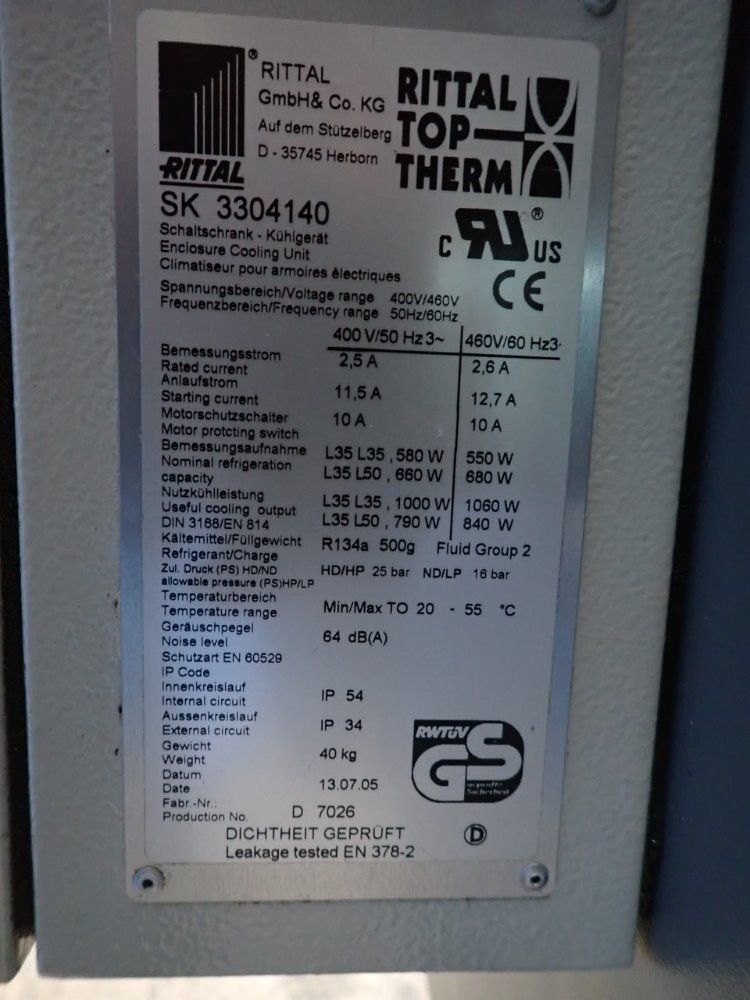 RITTAL
RITTAL
GmbH& Co. KG
Auf dem Stützelberg
D - 35745 Herborn
RITTAL
TOP
THERM
SK 3304140
Schaltschrank - Kühlgerät
Enclosure Cooling Unit
Climatiseur pour armoires êlectriques
C RU ® US
CE
Spannungsbereich/Voltage range 400V/460V
Frequenzbereich/Frequency range 50Hz/60Hz
400 V/50 Hz 3~ 460V/60 Hz3~
Bemessungsstrom
Rated current 2,5 A 2,6 A
Anlaufstrom
Starting current 11,5 A 12,7 A
Motorschutzschalter
Motor protcting switch 10 A 10 A
Bemessungsaufnahme L35 L35 , 580 W 550 W
Nominal refrigeration L35 L50 , 660 W 680 W
capacity
Nutzkühlleistung
Useful cooling output L35 L35 , 1000 W 1060 W
DIN 3168/EN 814 L35 L50 , 790 W 840 W
Kältemittel/Füllgewicht
Refrigerant/Charge R134a 500g Fluid Group 2
Zul. Druck (PS) HD/ND
allowable pressure (PS)HP/LP HD/HP 25 bar ND/LP 16 bar
Temperaturbereich
Temperature range Min/Max TO 20 - 55 °C
Geräuschpegel
Noise level 64 dB(A)
Schutzart EN 60529
IP Code
Innenkreislauf
Internal circuit IP 54
Aussenkreislauf
External circuit IP 34
Gewicht
Weight 40 kg
Datum
Date 13.07.05
Fabr.-Nr.:
Production No. D 7026
RWTÜV
GS
geprüfte
Sicherheit
DICHTHEIT GEPRÜFT
Leakage tested EN 378-2
D